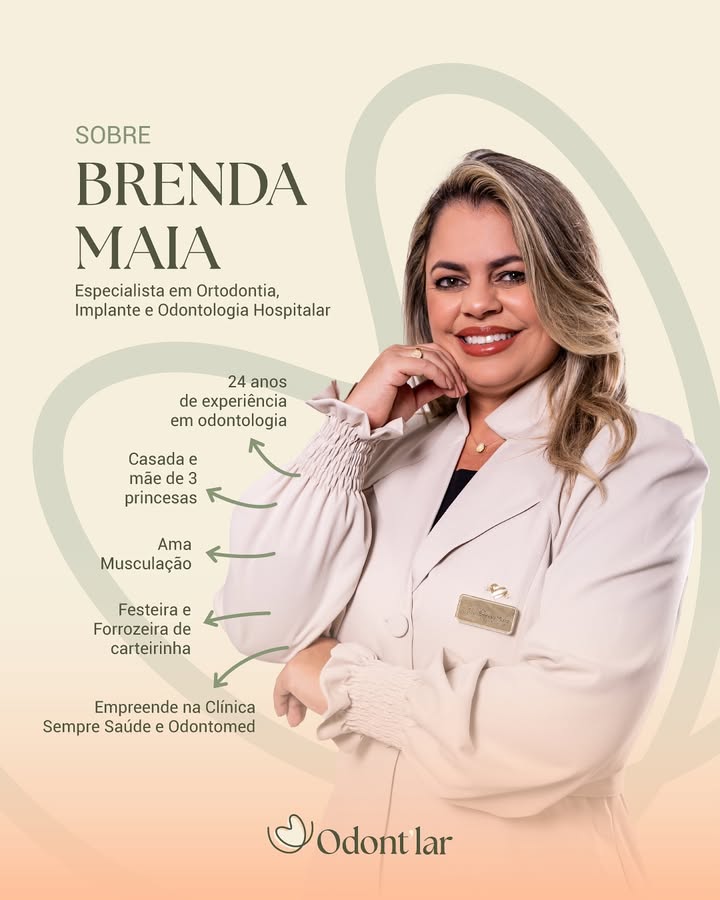 SOBRE
BRENDA
MAIA
Especialista em Ortodontia,
Implante e Odontologia Hospitalar
24 anos
de experiência
em odontologia
Casada e
mãe de 3
princesas
Ama
Musculação
Festeira e
Forrozeira de
carteirinha
Empreende na Clínica
Sempre Saúde e Odontomed
Odont'lar